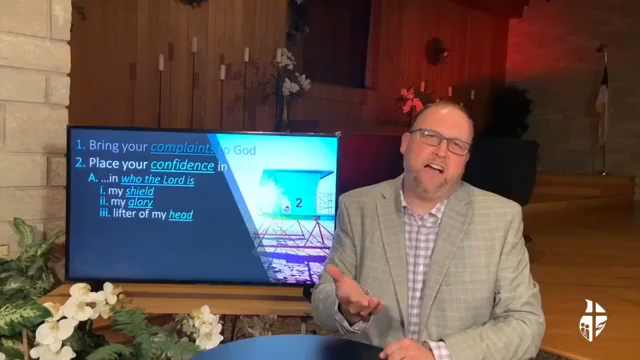 1. Bring your complaints to God
2. Place your confidence in
A. ...in who the Lord is
i. my shield
ii. my glory
iii. lifter of my head
2